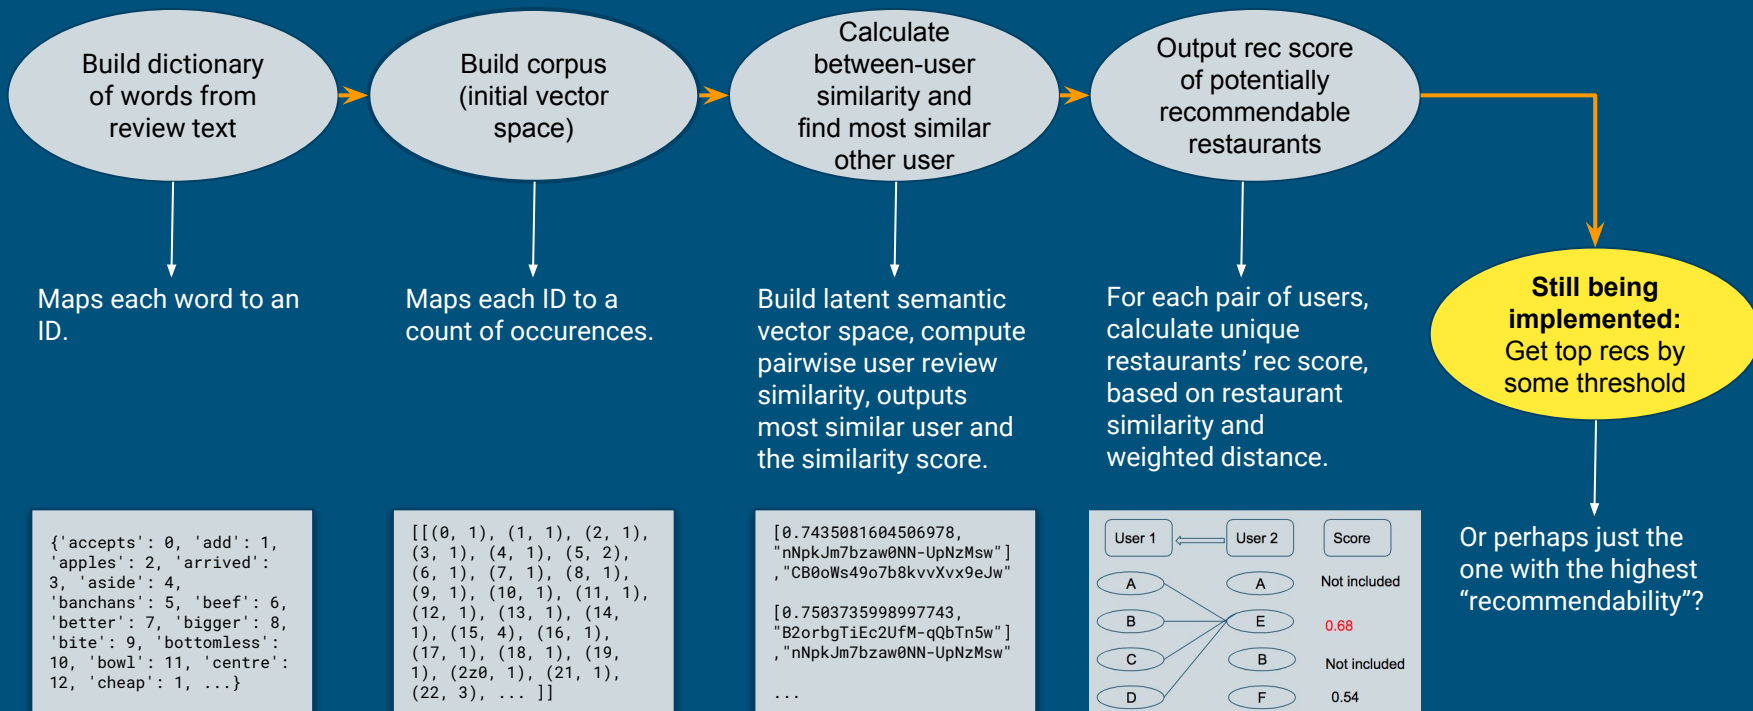 Build dictionary
of words from
review text
Build corpus
(initial vector
space)
Calculate
between-user
similarity and
find most similar
other user
Output rec score
of potentially
recommendable
restaurants
Still being
implemented:
Get top recs by
some threshold
Maps each word to an
ID.
Maps each ID to a
count of occurences.
Build latent semantic
vector space, compute
pairwise user review
similarity, outputs
most similar user and
the similarity score.
For each pair of users,
calculate unique
restaurants’ rec score,
based on restaurant
similarity and
weighted distance.
Or perhaps just the
one with the highest
“recommendability”?
{'accepts': 0, 'add': 1,
'apples': 2, 'arrived':
3, 'aside': 4,
'banchans': 5, 'beef': 6,
'better': 7, 'bigger': 8,
'bite': 9, 'bottomless':
10, 'bowl': 11, 'centre':
12, 'cheap': 1, ...}
[[(0, 1), (1, 1), (2, 1),
(3, 1), (4, 1), (5, 2),
(6, 1), (7, 1), (8, 1),
(9, 1), (10, 1), (11, 1),
(12, 1), (13, 1), (14,
1), (15, 4), (16, 1),
(17, 1), (18, 1), (19,
1), (2z0, 1), (21, 1),
(22, 3), ... ]]
[0.7435081604506978,
"nNpkJm7bzaw0NN-UpNzMsw"]
,"CB0oWs49o7b8kvvXvx9eJw"
[0.7503735998997743,
"B2orbgTiEc2UfM-qQbTn5w"]
,"nNpkJm7bzaw0NN-UpNzMsw"
...
User 1 User 2 Score
A A Not included
B E 0.68
C B Not included
D F 0.54